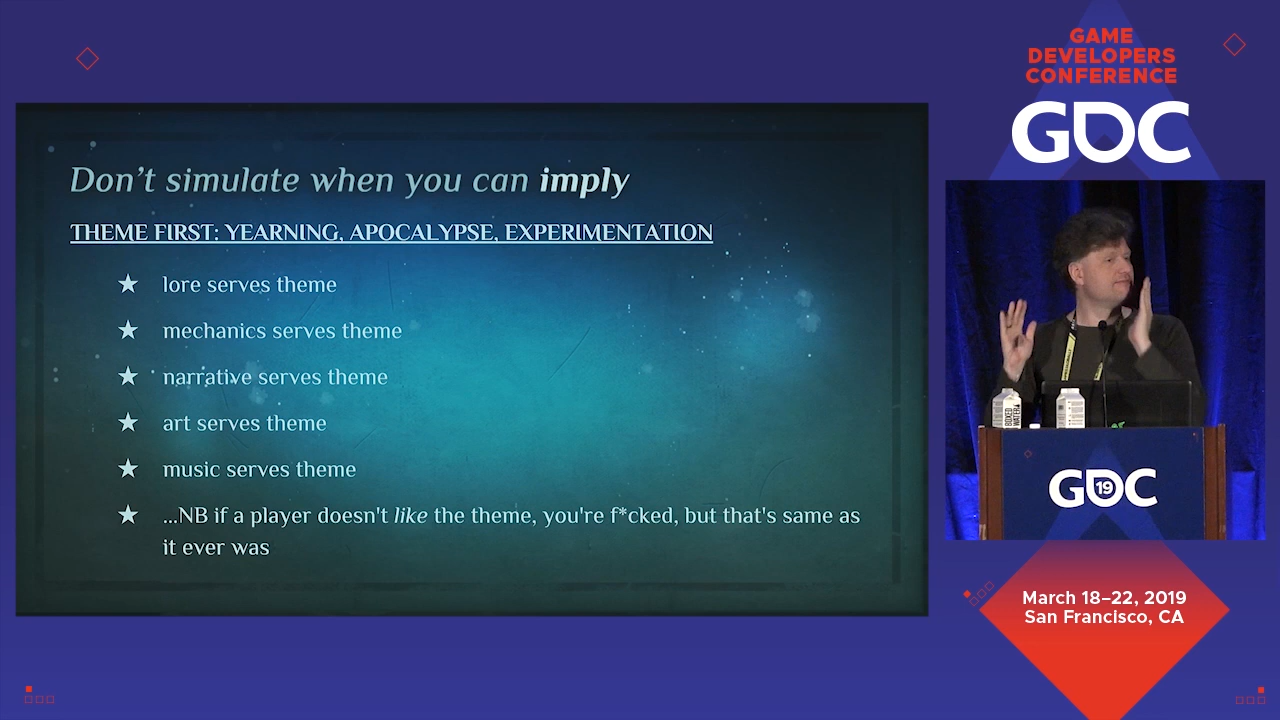 GAME
DEVELOPERS
CONFERENCE
GDC
Don't simulate when you can imply
THEME FIRST: YEARNING, APOCALYPSE, EXPERIMENTATION
★ lore serves theme
★ mechanics serves theme
★ narrative serves theme
★ art serves theme
★ music serves theme
★ ...NB if a player doesn't like the theme, you're f*cked, but that's same as
it ever was
BOXED
WATER
GDC
19
March 18–22, 2019
San Francisco, CA